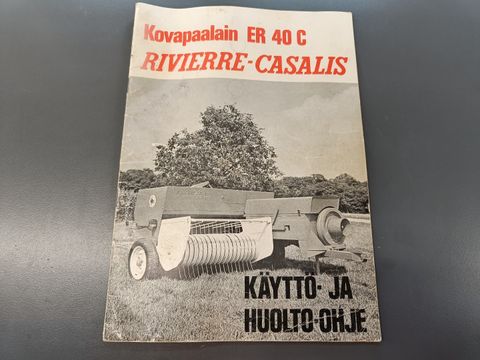 Kovapaalain ER 40 C
RIVIERRE-CASALIS
KÄYTTÖ- JA
HUOLTO-OHJE